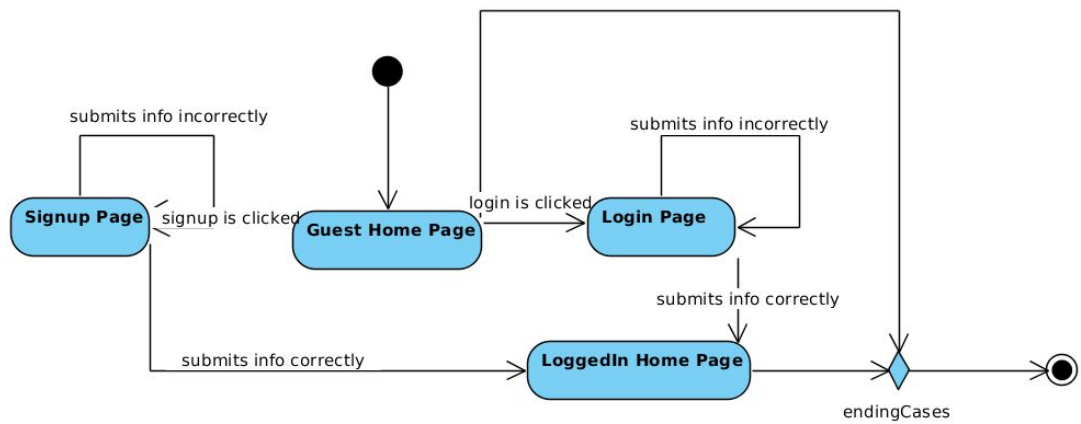 submits info incorrectly
submits info incorrectly
Signup Page
signup is clicked
Guest Home Page
login is clicked
Login Page
submits info correctly
submits info correctly
LoggedIn Home Page
endingCases